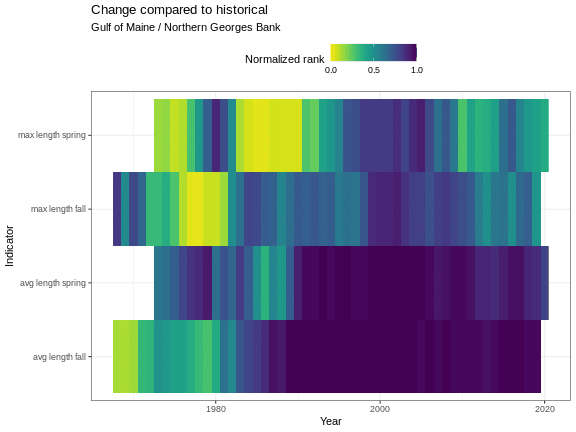 Change compared to historical
Gulf of Maine / Northern Georges Bank
Normalized rank
0.0 0.5 1.0
max length spring
max length fall
avg length spring
avg length fall
Indicator
1980 2000 2020
Year